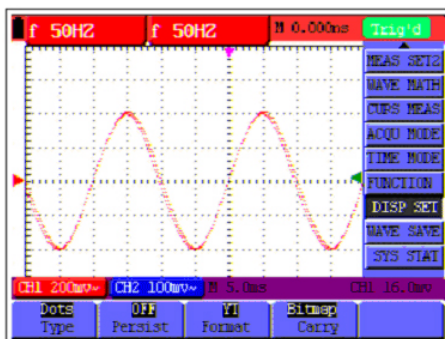 f 50HZ f 50HZ M 0.000ms Trig'd
MEAS SET2
WAVE MATH
CURS MEAS
ACQU MODE
TIME MODE
FUNCTION
DISP SET
WAVE SAVE
SYS STAT
CH1 200mv~ CH2 100mv~ M 5.0ms CH1 16.0mv
Dots OFF YT Bitmap
Type Persist Format Carry